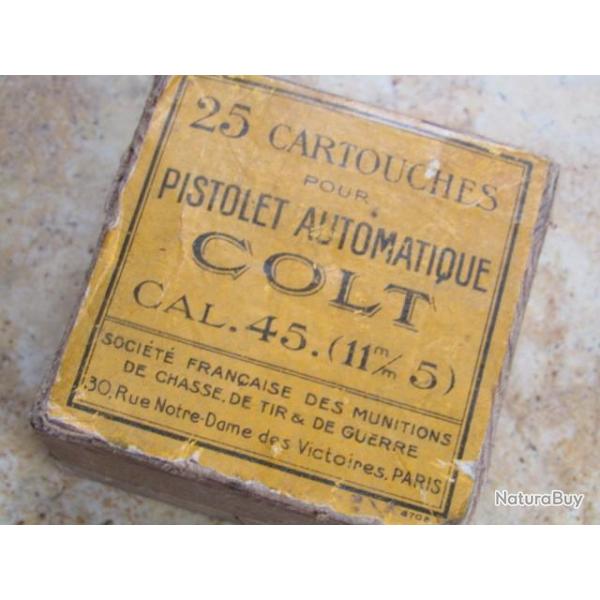 25 CARTOUCHES
POUR
PISTOLET AUTOMATIQUE
COLT
CAL. 45. (11 m/m 5)
SOCIÉTÉ FRANÇAISE DES MUNITIONS
DE CHASSE, DE TIR & DE GUERRE
30, Rue Notre-Dame des Victoires, PARIS
NaturaBuy